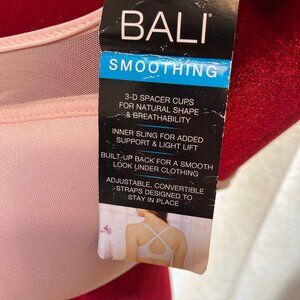 BALI®
SMOOTHING
3-D SPACER CUPS
FOR NATURAL SHAPE
& BREATHABILITY
INNER SLING FOR ADDED
SUPPORT & LIGHT LIFT
BUILT-UP BACK FOR A SMOOTH
LOOK UNDER CLOTHING
ADJUSTABLE, CONVERTIBLE
STRAPS DESIGNED TO
STAY IN PLACE